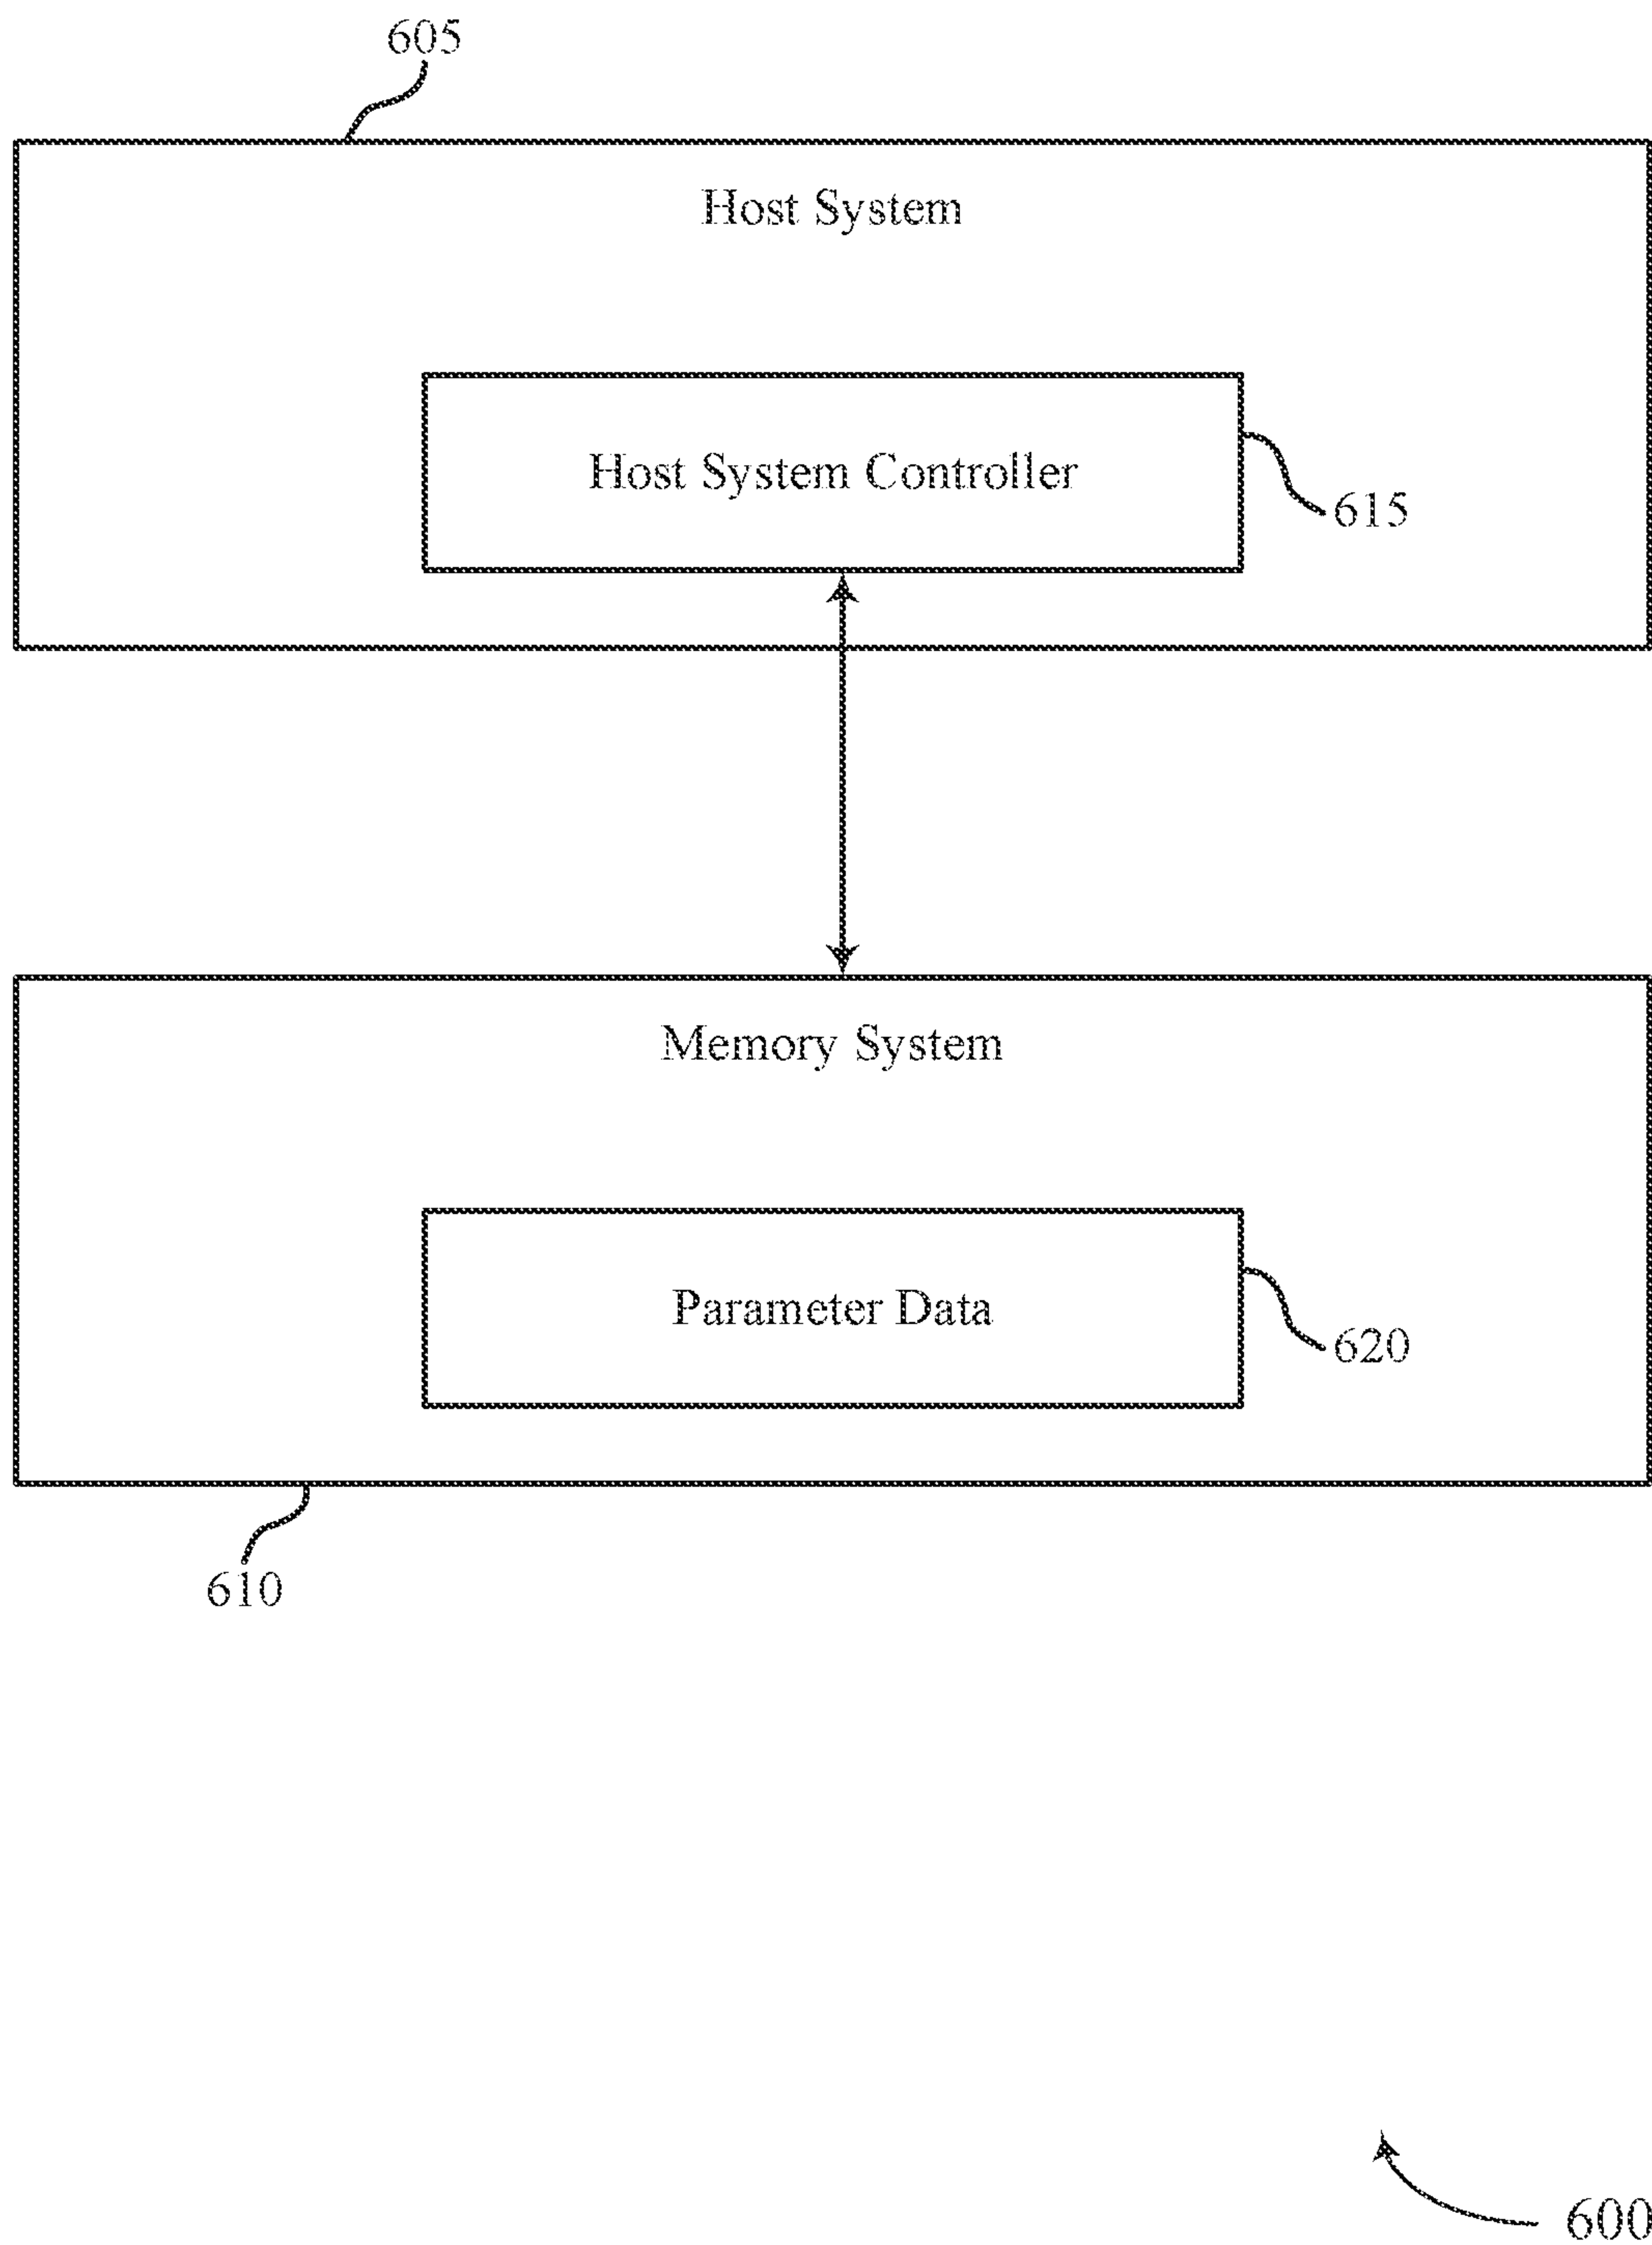 605
Host System
Host System Controller
615
Memory System
Parameter Data
620
610
600